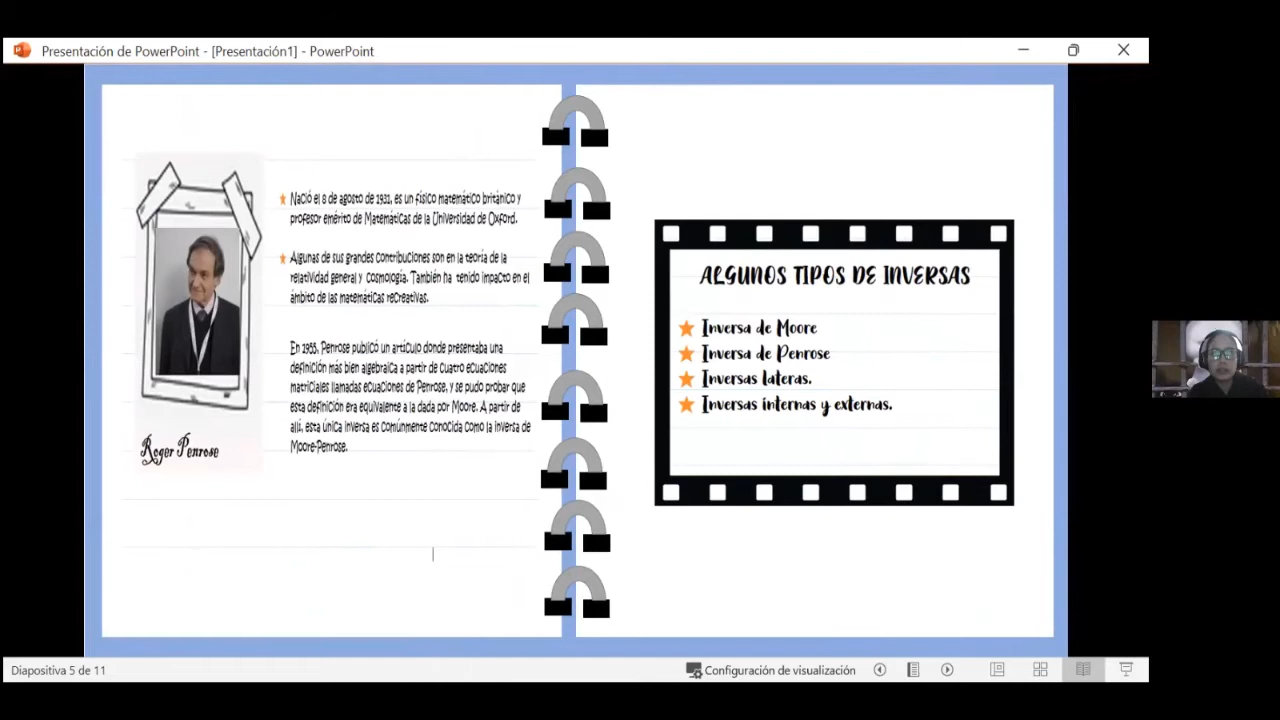 Presentación de PowerPoint - [Presentación1] - PowerPoint
Nació el 8 de agosto de 1931, es un físico matemático británico y
profesor emérito de Matemáticas de la Universidad de Oxford.
Algunas de sus grandes contribuciones son en la teoría de la
relatividad general y cosmología. También ha tenido impacto en el
ámbito de las matemáticas recreativas.
En 1955, Penrose publicó un artículo donde presentaba una
definición más bien algebraica a partir de cuatro ecuaciones
matriciales llamadas ecuaciones de Penrose, y se pudo probar que
esta definición era equivalente a la dada por Moore. A partir de
allí, esta única inversa es comúnmente conocida como la inversa de
Moore-Penrose.
Roger Penrose
ALGUNOS TIPOS DE INVERSAS
Inversa de Moore
Inversa de Penrose
Inversas lateras.
Inversas internas y externas.
Diapositiva 5 de 11
Configuración de visualización